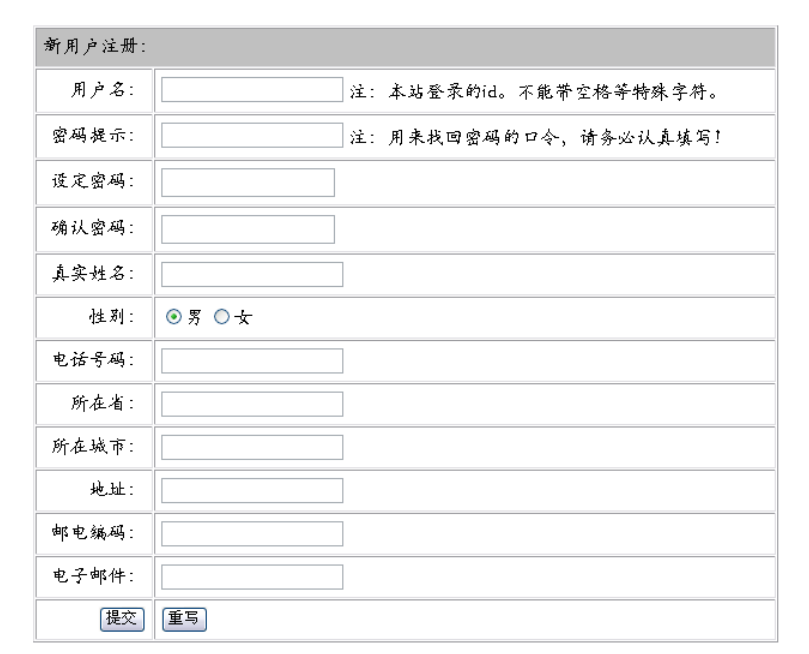 新用户注册:
用户名: 注: 本站登录的id。不能带空格等特殊字符。
密码提示: 注: 用来找回密码的口令, 请务必认真填写!
设定密码:
确认密码:
真实姓名:
性别: 男 女
电话号码:
所在省:
所在城市:
地址:
邮电编码:
电子邮件:
提交 重写